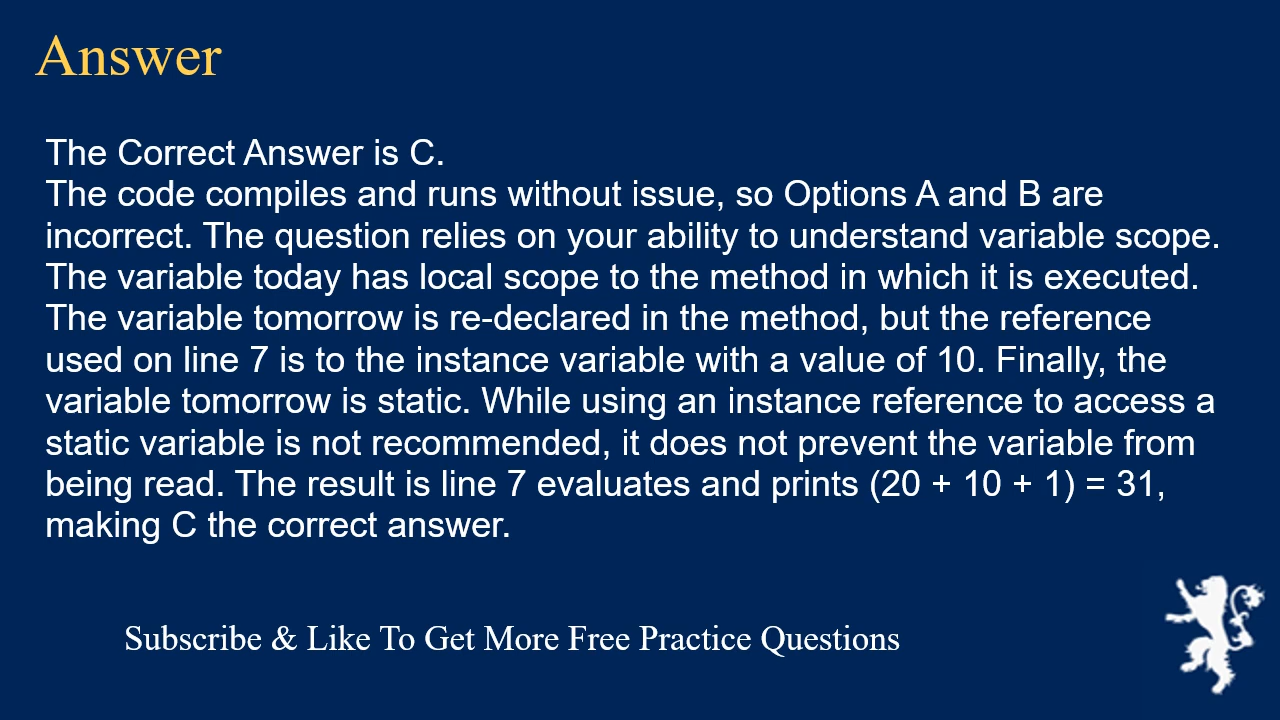 Answer
The Correct Answer is C.
The code compiles and runs without issue, so Options A and B are
incorrect. The question relies on your ability to understand variable scope.
The variable today has local scope to the method in which it is executed.
The variable tomorrow is re-declared in the method, but the reference
used on line 7 is to the instance variable with a value of 10. Finally, the
variable tomorrow is static. While using an instance reference to access a
static variable is not recommended, it does not prevent the variable from
being read. The result is line 7 evaluates and prints (20 + 10 + 1) = 31,
making C the correct answer.
Subscribe & Like To Get More Free Practice Questions